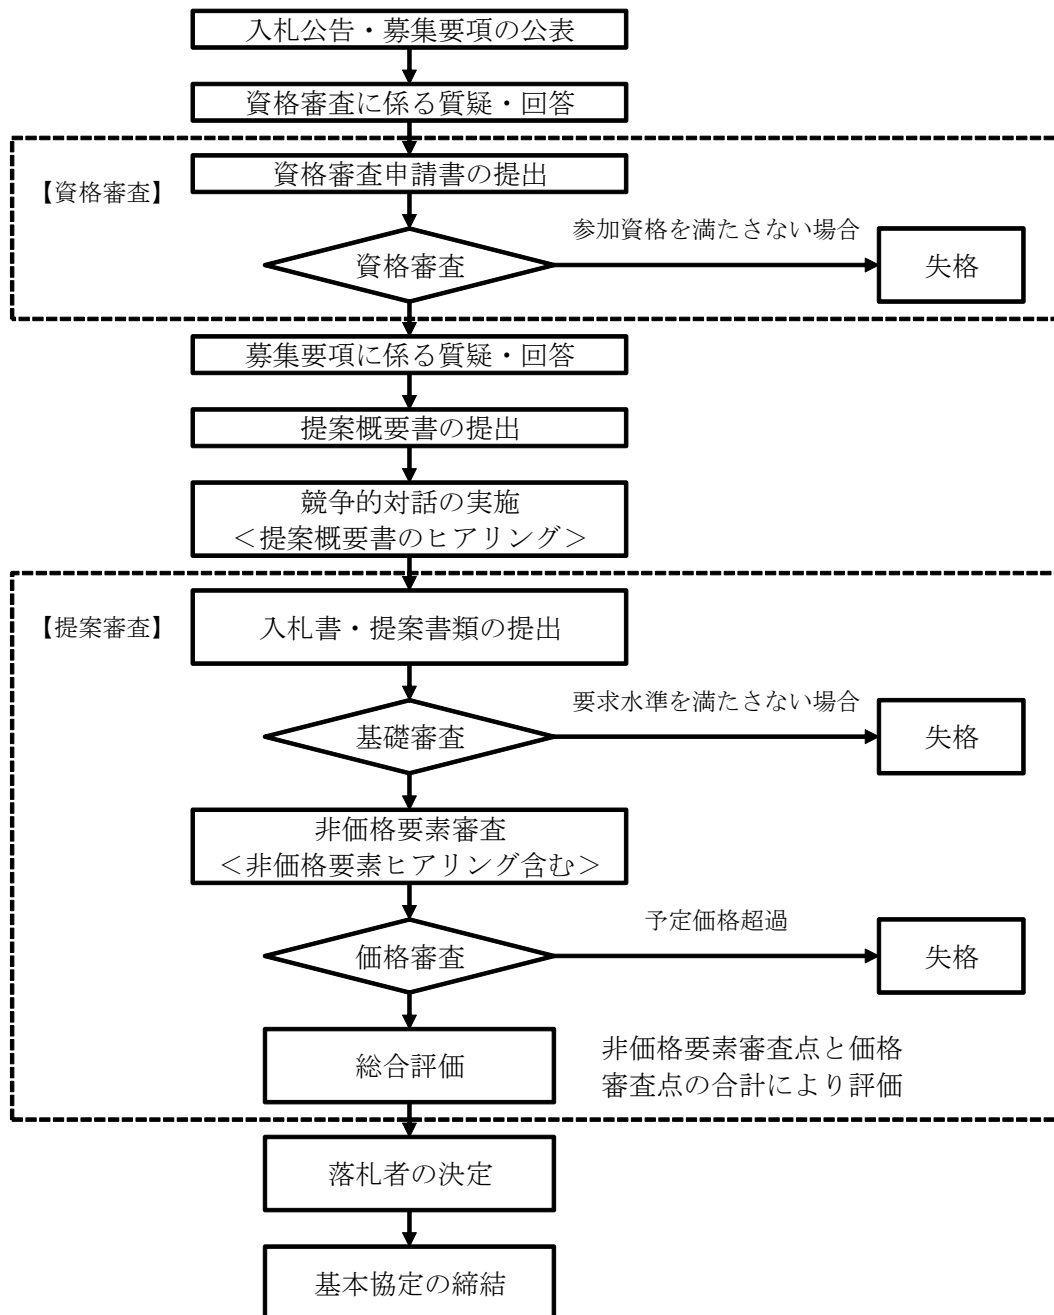 入札公告・募集要項の公表
資格審査に係る質疑・回答
資格審査申請書の提出
【資格審査】
参加資格を満たさない場合
資格審査
失格
募集要項に係る質疑・回答
提案概要書の提出
競争的対話の実施
＜提案概要書のヒアリング＞
【提案審査】
入札書・提案書類の提出
要求水準を満たさない場合
基礎審査
失格
非価格要素審査
＜非価格要素ヒアリング含む＞
予定価格超過
価格審査
失格
総合評価
非価格要素審査点と価格
審査点の合計により評価
落札者の決定
基本協定の締結